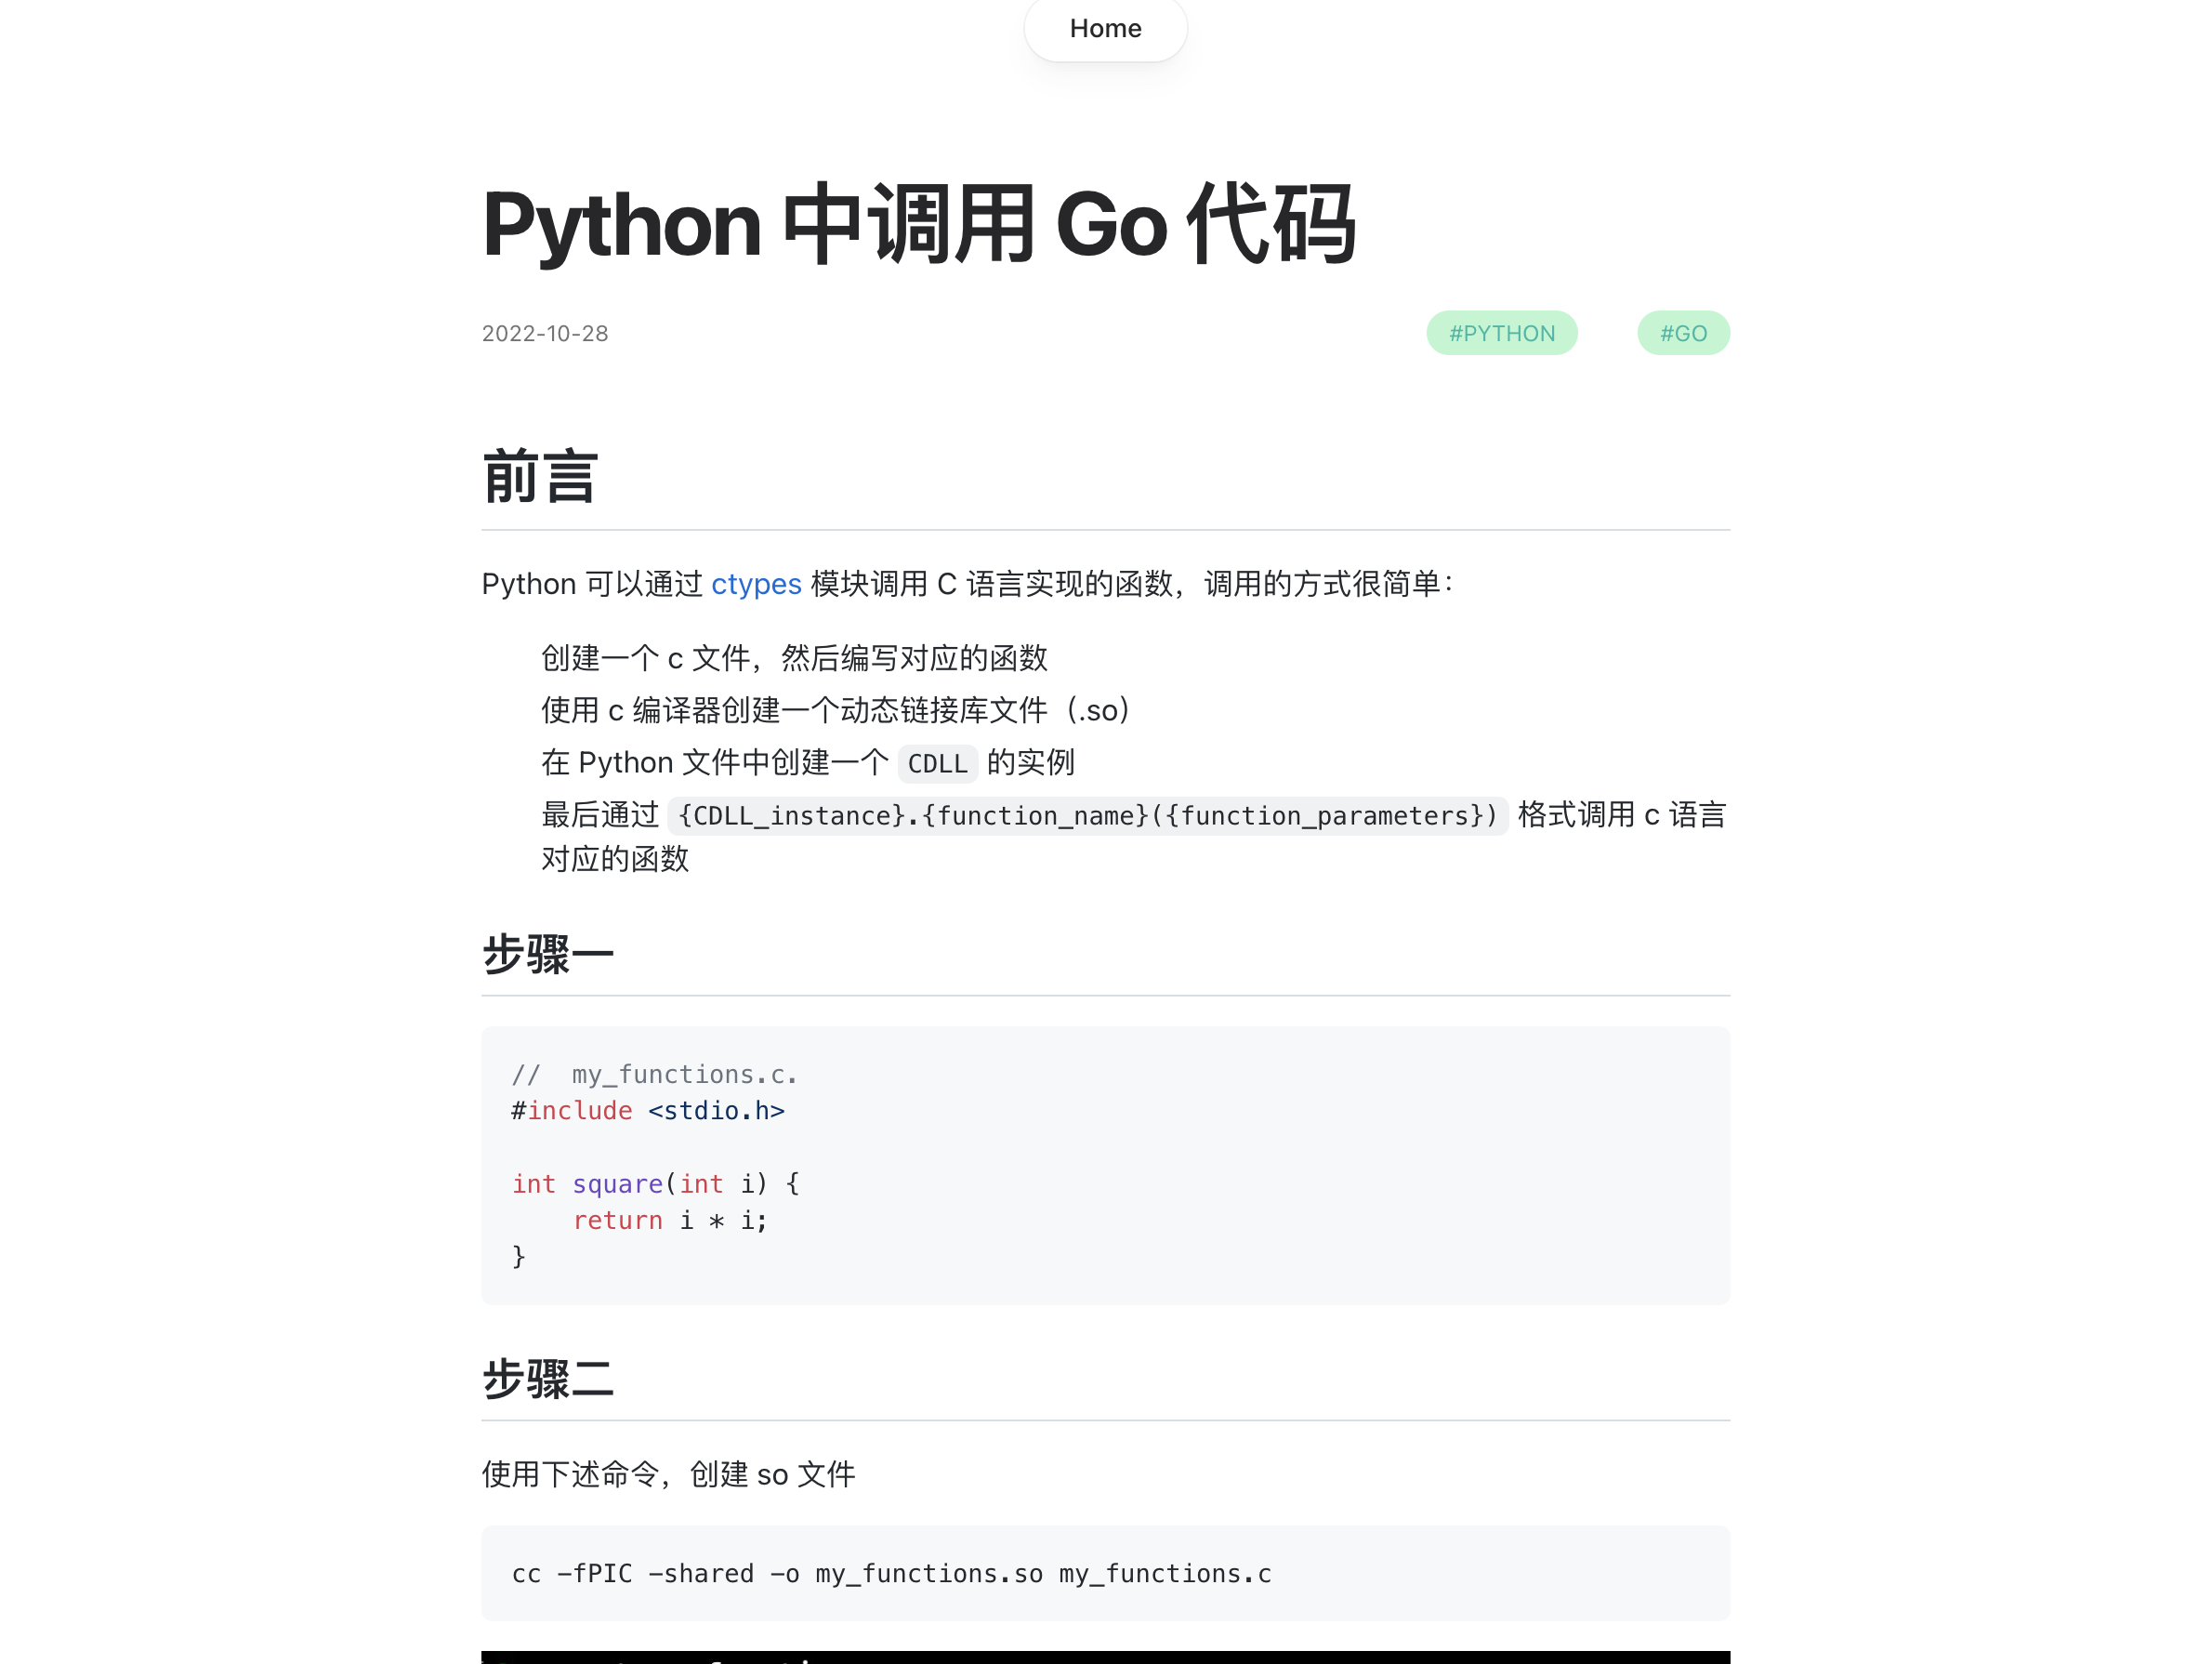 Home
Python 中调用 Go 代码
2022-10-28
#PYTHON
#GO
前言
Python 可以通过 ctypes 模块调用 C 语言实现的函数，调用的方式很简单：
创建一个 c 文件，然后编写对应的函数
使用 c 编译器创建一个动态链接库文件（.so）
在 Python 文件中创建一个 CDLL 的实例
最后通过 {CDLL_instance}.{function_name}({function_parameters}) 格式调用 c 语言
对应的函数
步骤一
//  my_functions.c.
#include <stdio.h>
int square(int i) {
    return i * i;
}
步骤二
使用下述命令，创建 so 文件
cc -fPIC -shared -o my_functions.so my_functions.c